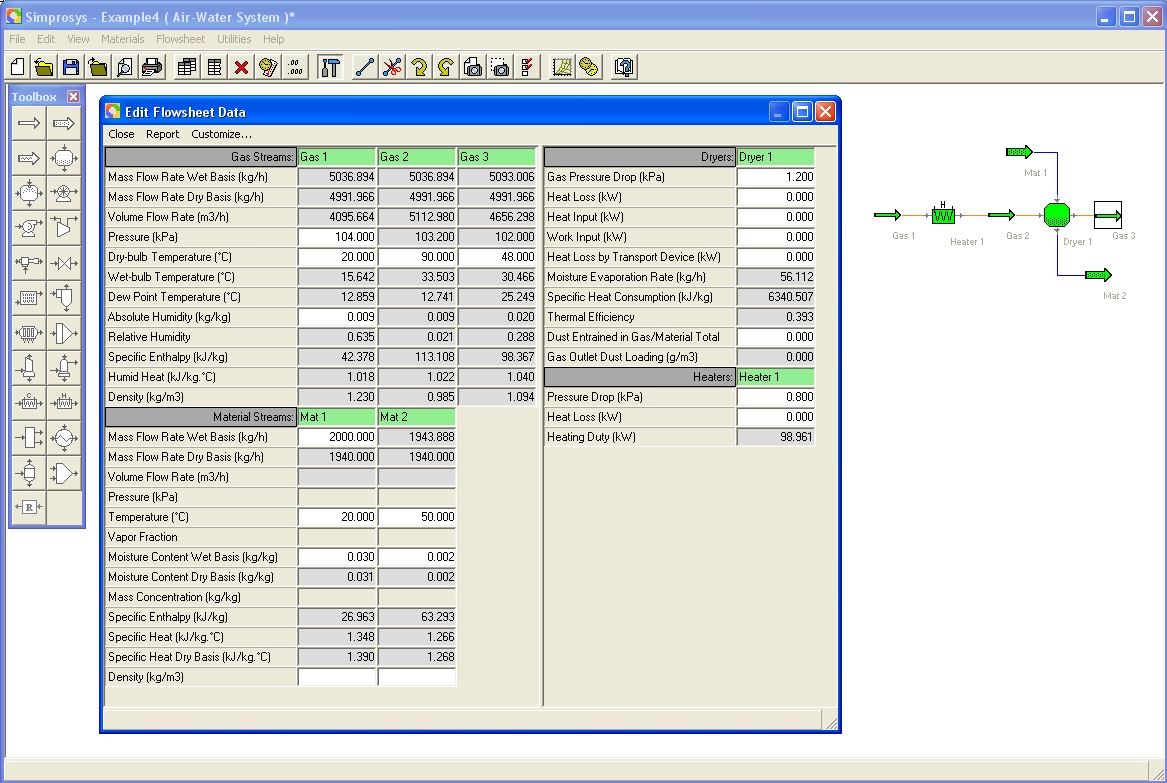 Simprosys - Example4 ( Air-Water System )*
File Edit View Materials Flowsheet Utilities Help
.00
.000
Toolbox
C
H
R
Edit Flowsheet Data
Close Report Customize...
Gas Streams: Gas 1 Gas 2 Gas 3
Mass Flow Rate Wet Basis (kg/h) 5036.894 5036.894 5093.006
Mass Flow Rate Dry Basis (kg/h) 4991.966 4991.966 4991.966
Volume Flow Rate (m3/h) 4095.664 5112.980 4656.298
Pressure (kPa) 104.000 103.200 102.000
Dry-bulb Temperature (°C) 20.000 90.000 48.000
Wet-bulb Temperature (°C) 15.642 33.503 30.466
Dew Point Temperature (°C) 12.859 12.741 25.249
Absolute Humidity (kg/kg) 0.009 0.009 0.020
Relative Humidity 0.635 0.021 0.288
Specific Enthalpy (kJ/kg) 42.378 113.108 98.367
Humid Heat (kJ/kg.°C) 1.018 1.022 1.040
Density (kg/m3) 1.230 0.985 1.094
Material Streams: Mat 1 Mat 2
Mass Flow Rate Wet Basis (kg/h) 2000.000 1943.888
Mass Flow Rate Dry Basis (kg/h) 1940.000 1940.000
Volume Flow Rate (m3/h)
Pressure (kPa)
Temperature (°C) 20.000 50.000
Vapor Fraction
Moisture Content Wet Basis (kg/kg) 0.030 0.002
Moisture Content Dry Basis (kg/kg) 0.031 0.002
Mass Concentration (kg/kg)
Specific Enthalpy (kJ/kg) 26.963 63.293
Specific Heat (kJ/kg.°C) 1.348 1.266
Specific Heat Dry Basis (kJ/kg.°C) 1.390 1.268
Density (kg/m3)
Dryers: Dryer 1
Gas Pressure Drop (kPa) 1.200
Heat Loss (kW) 0.000
Heat Input (kW) 0.000
Work Input (kW) 0.000
Heat Loss by Transport Device (kW) 0.000
Moisture Evaporation Rate (kg/h) 56.112
Specific Heat Consumption (kJ/kg) 6340.507
Thermal Efficiency 0.393
Dust Entrained in Gas/Material Total 0.000
Gas Outlet Dust Loading (g/m3) 0.000
Heaters: Heater 1
Pressure Drop (kPa) 0.800
Heat Loss (kW) 0.000
Heating Duty (kW) 98.961
Mat 1
H
Gas 1 Heater 1 Gas 2 Dryer 1 Gas 3
Mat 2